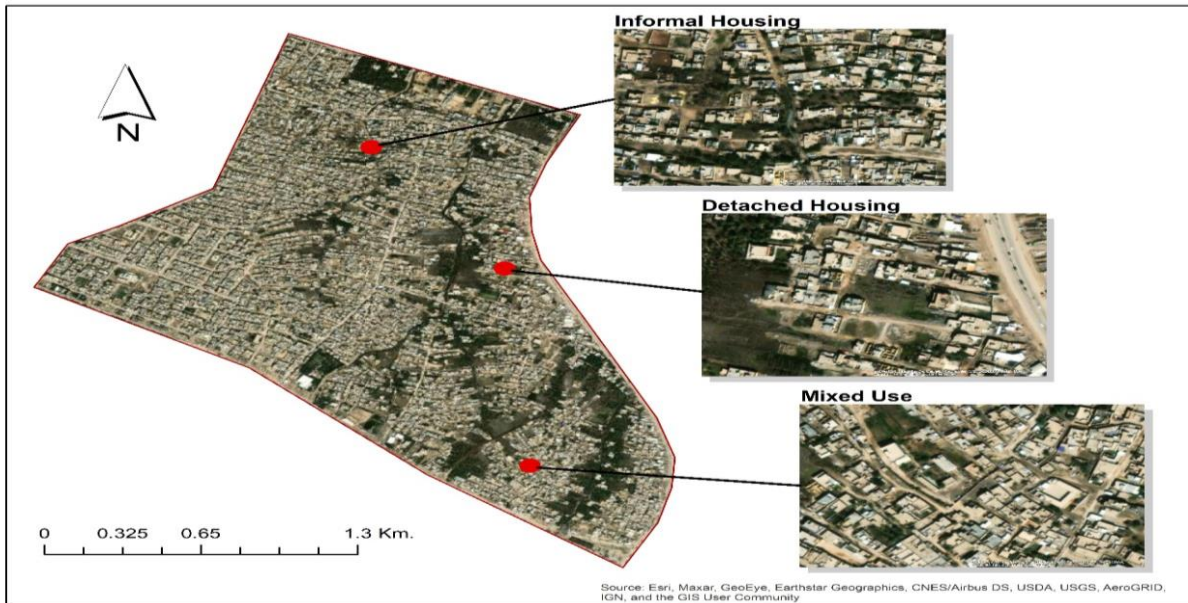 Informal Housing
N
Detached Housing
Mixed Use
0 0.325 0.65 1.3 Km.
Source: Esri, Maxar, GeoEye, Earthstar Geographics, CNES/Airbus DS, USDA, USGS, AeroGRID,
IGN, and the GIS User Community